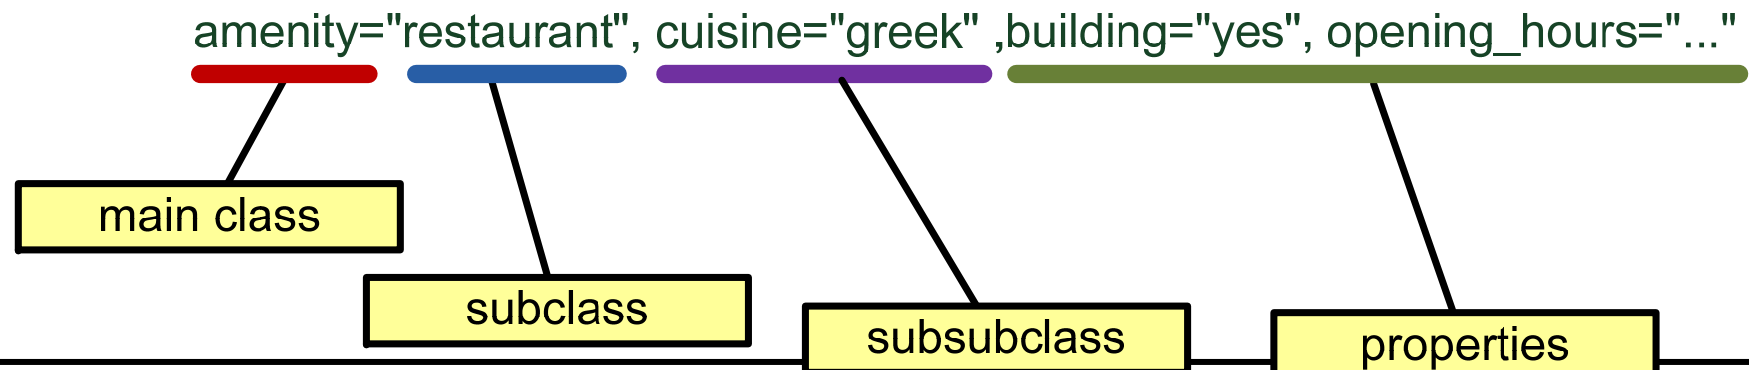 amenity="restaurant", cuisine="greek" ,building="yes", opening_hours="..."
main class
subclass
subsubclass
properties